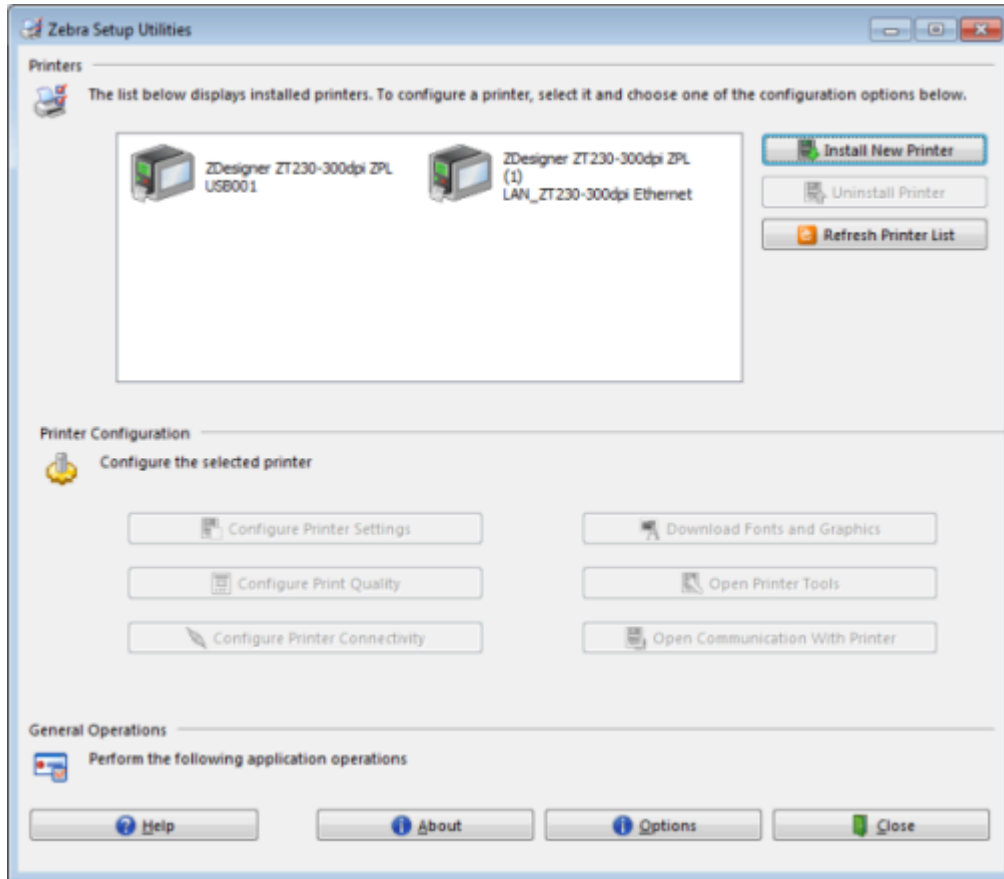 Zebra Setup Utilities
Printers
The list below displays installed printers. To configure a printer, select it and choose one of the configuration options below.
ZDesigner ZT230-300dpi ZPL
USB001
ZDesigner ZT230-300dpi ZPL
(1)
LAN_ZT230-300dpi Ethernet
Install New Printer
Uninstall Printer
Refresh Printer List
Printer Configuration
Configure the selected printer
Configure Printer Settings
Download Fonts and Graphics
Configure Print Quality
Open Printer Tools
Configure Printer Connectivity
Open Communication With Printer
General Operations
Perform the following application operations
Help
About
Options
Close